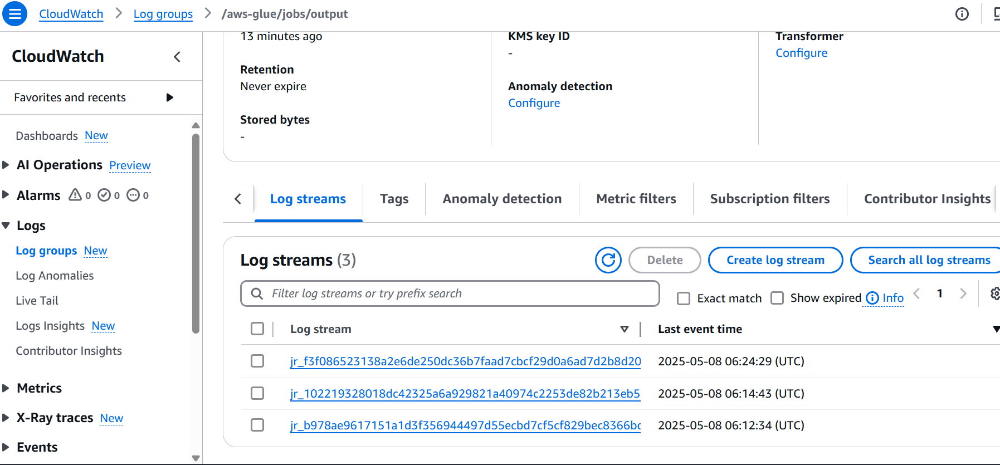 CloudWatch > Log groups > /aws-glue/jobs/output
CloudWatch
Favorites and recents
Dashboards New
AI Operations Preview
Alarms 0 0 0
Logs
Log groups New
Log Anomalies
Live Tail
Logs Insights New
Contributor Insights
Metrics
X-Ray traces New
Events
13 minutes ago
Retention
Never expire
Stored bytes
-
KMS key ID
-
Anomaly detection
Configure
Transformer
Configure
Log streams Tags Anomaly detection Metric filters Subscription filters Contributor Insights
Log streams (3)
Delete Create log stream Search all log streams
Filter log streams or try prefix search
Exact match Show expired Info 1
Log stream Last event time
jr_f3f086523138a2e6de250dc36b7faad7cbcf29d0a6ad7d2b8d20 2025-05-08 06:24:29 (UTC)
jr_102219328018dc42325a6a929821a40974c2253de82b213eb5 2025-05-08 06:14:43 (UTC)
jr_b978ae9617151a1d3f356944497d55ecbd7cf5cf829bec8366bc 2025-05-08 06:12:34 (UTC)